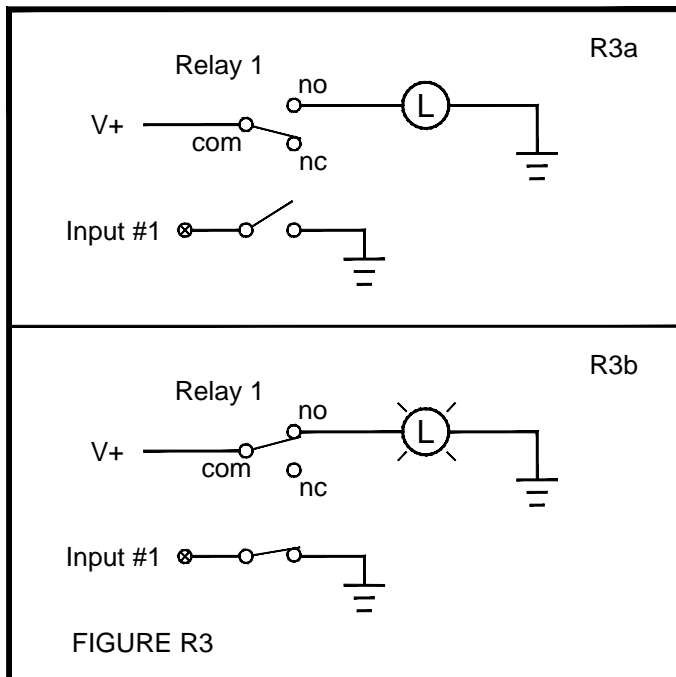 R3a
Relay 1
no
L
V+
com
nc
Input #1
R3b
Relay 1
no
L
V+
com
nc
Input #1
FIGURE R3